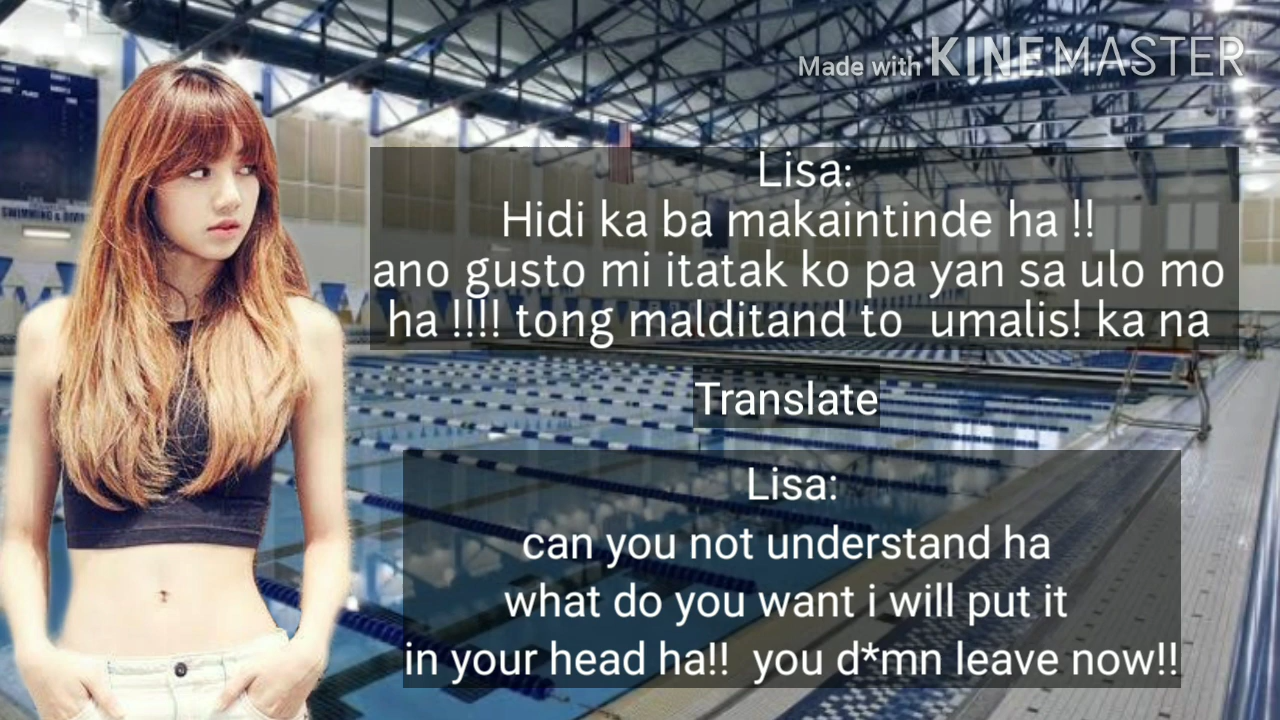 Made with KINEMASTER
Lisa:
Hidi ka ba makaintinde ha !!
ano gusto mi itatak ko pa yan sa ulo mo
ha !!!! tong malditand to  umalis! ka na
Translate
Lisa:
can you not understand ha
what do you want i will put it
in your head ha!!  you d*mn leave now!!
SWIMMING & DIVI